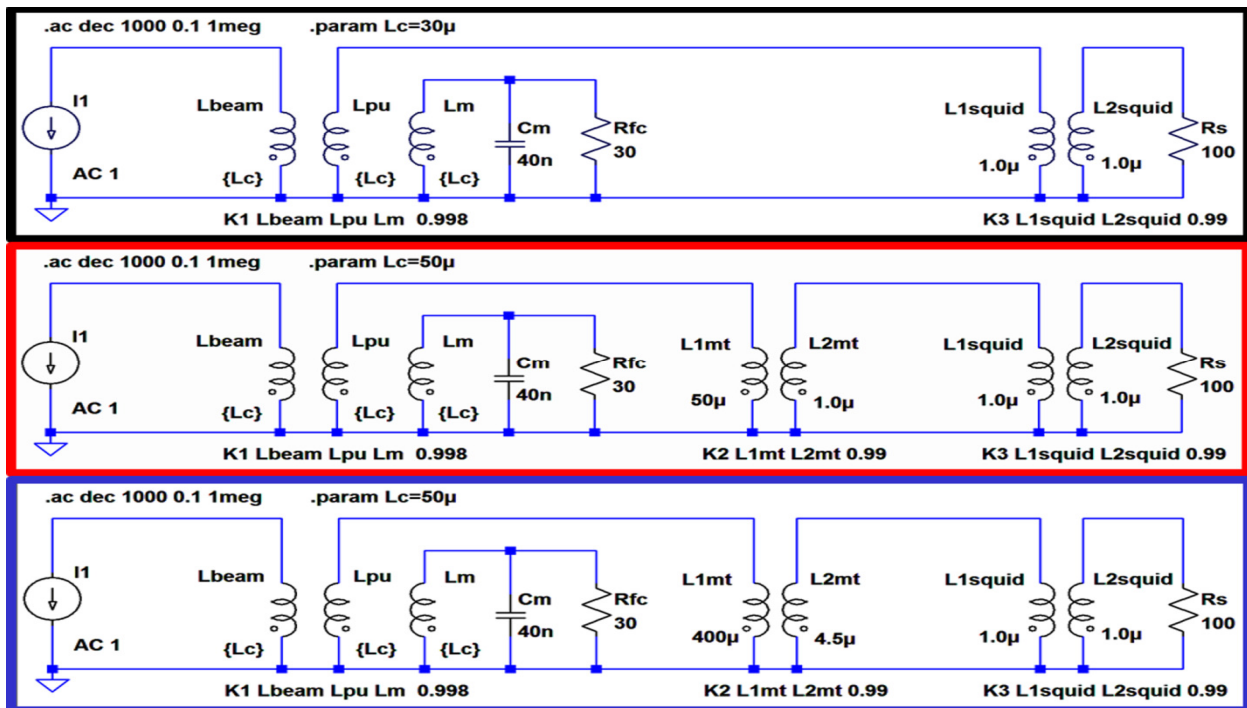 .ac dec 1000 0.1 1meg .param Lc=30µ
I1 Lbeam Lpu Lm L1squid L2squid
Cm Rfc Rs
AC 1 40n 30 1.0µ 1.0µ 100
{Lc} {Lc} {Lc}
K1 Lbeam Lpu Lm 0.998 K3 L1squid L2squid 0.99
.ac dec 1000 0.1 1meg .param Lc=50µ
I1 Lbeam Lpu Lm L1mt L2mt L1squid L2squid
Cm Rfc Rs
AC 1 40n 30 50µ 1.0µ 1.0µ 1.0µ 100
{Lc} {Lc} {Lc}
K1 Lbeam Lpu Lm 0.998 K2 L1mt L2mt 0.99 K3 L1squid L2squid 0.99
.ac dec 1000 0.1 1meg .param Lc=50µ
I1 Lbeam Lpu Lm L1mt L2mt L1squid L2squid
Cm Rfc Rs
AC 1 40n 30 400µ 4.5µ 1.0µ 1.0µ 100
{Lc} {Lc} {Lc}
K1 Lbeam Lpu Lm 0.998 K2 L1mt L2mt 0.99 K3 L1squid L2squid 0.99